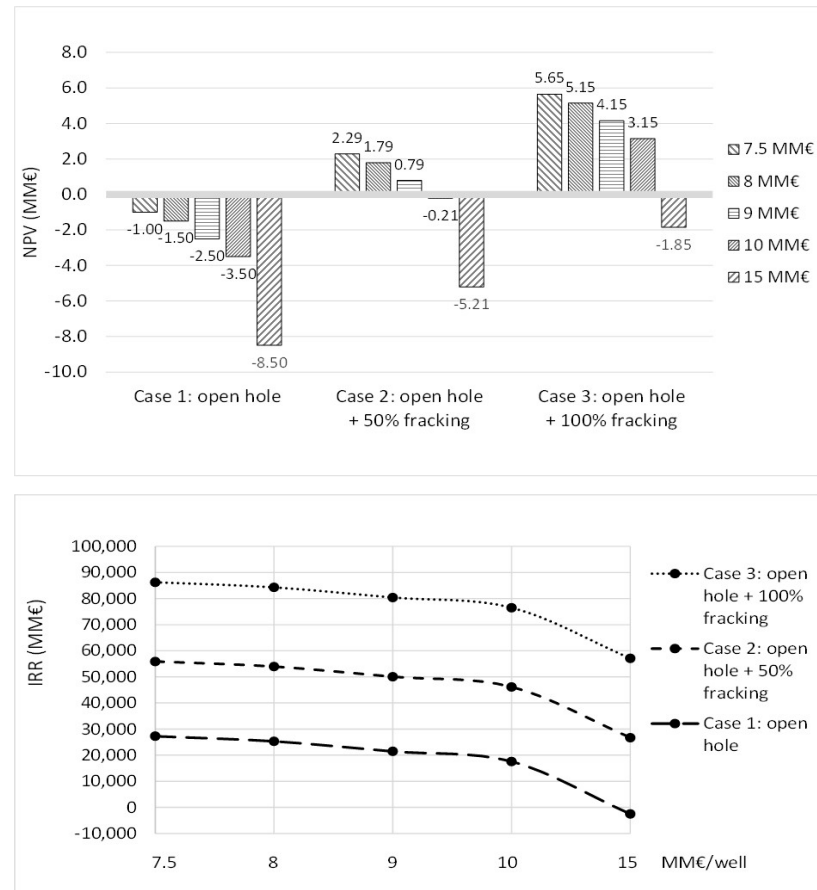 8.0
6.0
4.0
2.0
0.0
-2.0
-4.0
-6.0
-8.0
-10.0
NPV (MM€)
-1.00
-1.50
-2.50
-3.50
-8.50
2.29
1.79
0.79
-0.21
-5.21
5.65
5.15
4.15
3.15
-1.85
Case 1: open hole
Case 2: open hole
+ 50% fracking
Case 3: open hole
+ 100% fracking
7.5 MM€
8 MM€
9 MM€
10 MM€
15 MM€
100,000
90,000
80,000
70,000
60,000
50,000
40,000
30,000
20,000
10,000
0
-10,000
IRR (MM€)
7.5
8
9
10
15
MM€/well
Case 3: open
hole + 100%
fracking
Case 2: open
hole + 50%
fracking
Case 1: open
hole